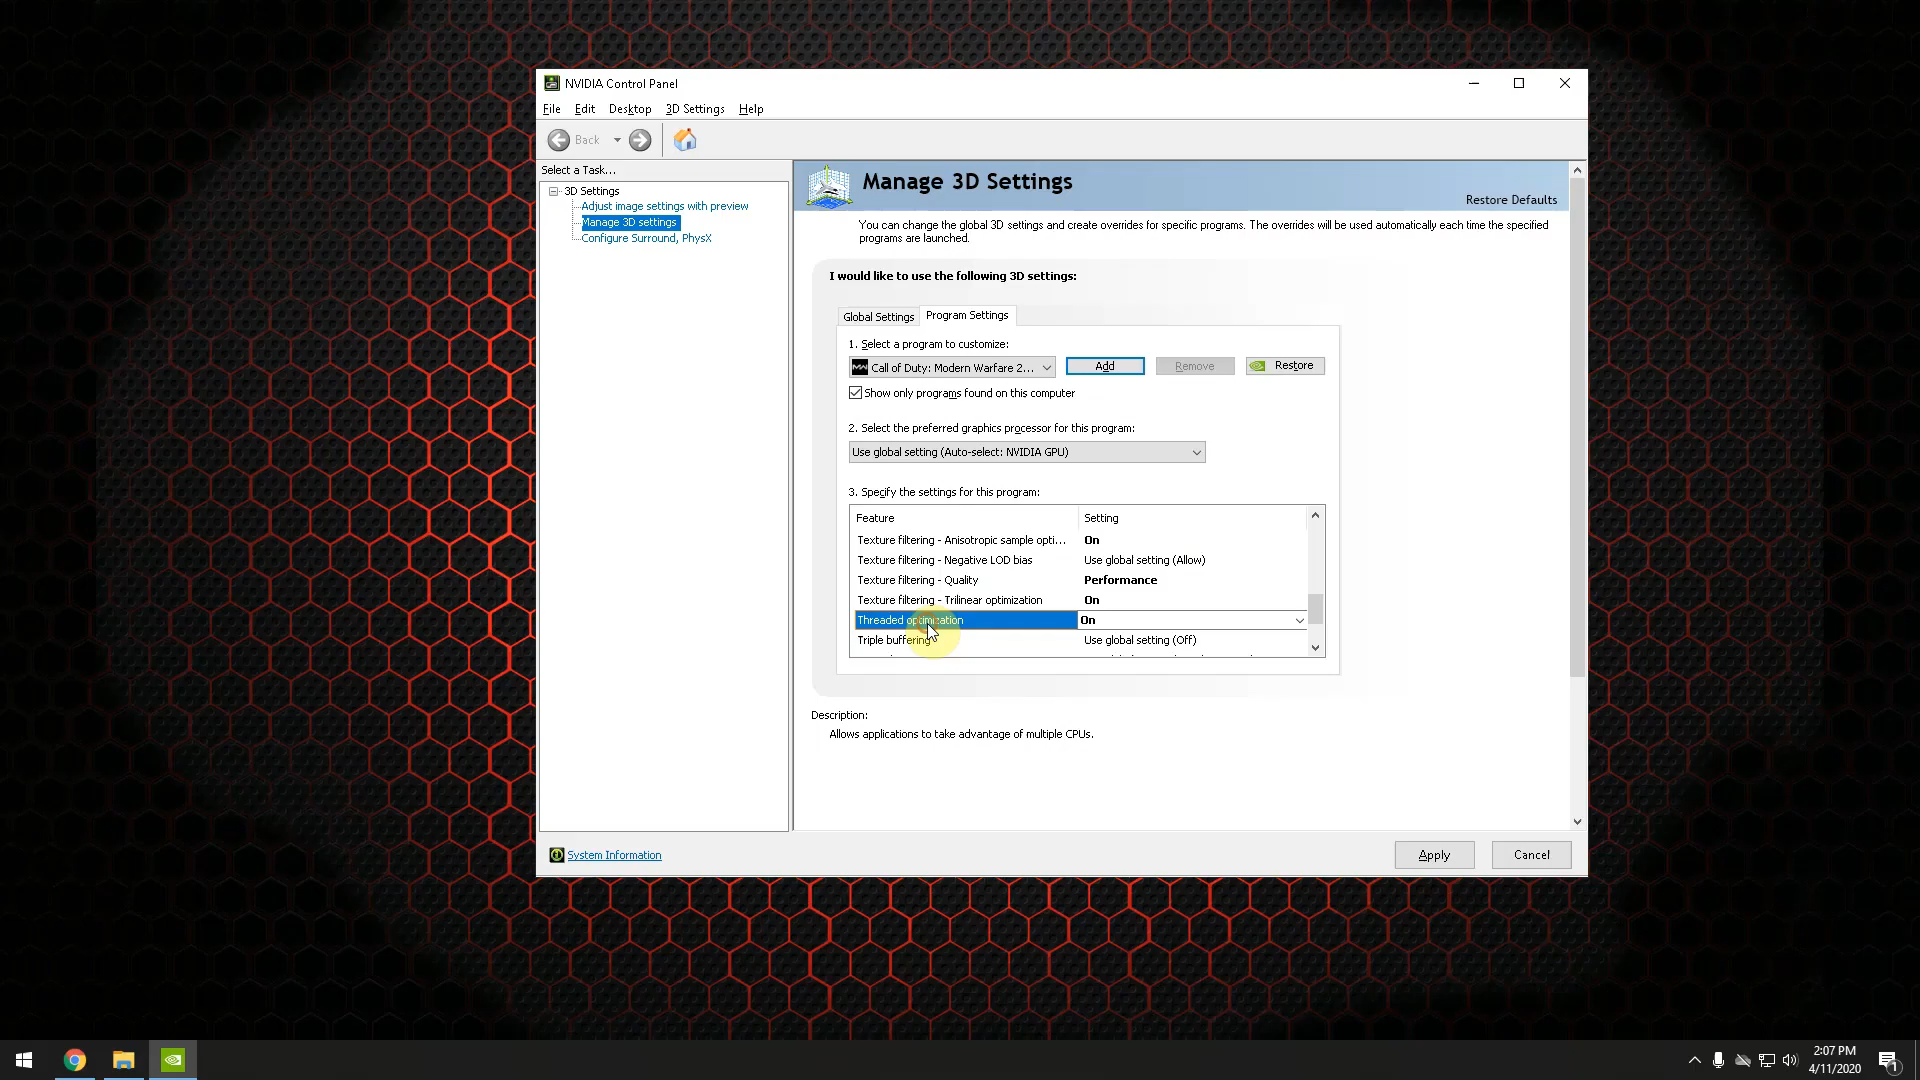 NVIDIA Control Panel
File Edit Desktop 3D Settings Help
Back
Select a Task...
3D Settings
Adjust image settings with preview
Manage 3D settings
Configure Surround, PhysX
Manage 3D Settings
Restore Defaults
You can change the global 3D settings and create overrides for specific programs. The overrides will be used automatically each time the specified
programs are launched.
I would like to use the following 3D settings:
Global Settings Program Settings
1. Select a program to customize:
Call of Duty: Modern Warfare 2... Add Remove Restore
Show only programs found on this computer
2. Select the preferred graphics processor for this program:
Use global setting (Auto-select: NVIDIA GPU)
3. Specify the settings for this program:
Feature Setting
Texture filtering - Anisotropic sample opti... On
Texture filtering - Negative LOD bias Use global setting (Allow)
Texture filtering - Quality Performance
Texture filtering - Trilinear optimization On
Threaded optimization On
Triple buffering Use global setting (Off)
Description:
Allows applications to take advantage of multiple CPUs.
System Information
Apply Cancel
2:07 PM
4/11/2020
1